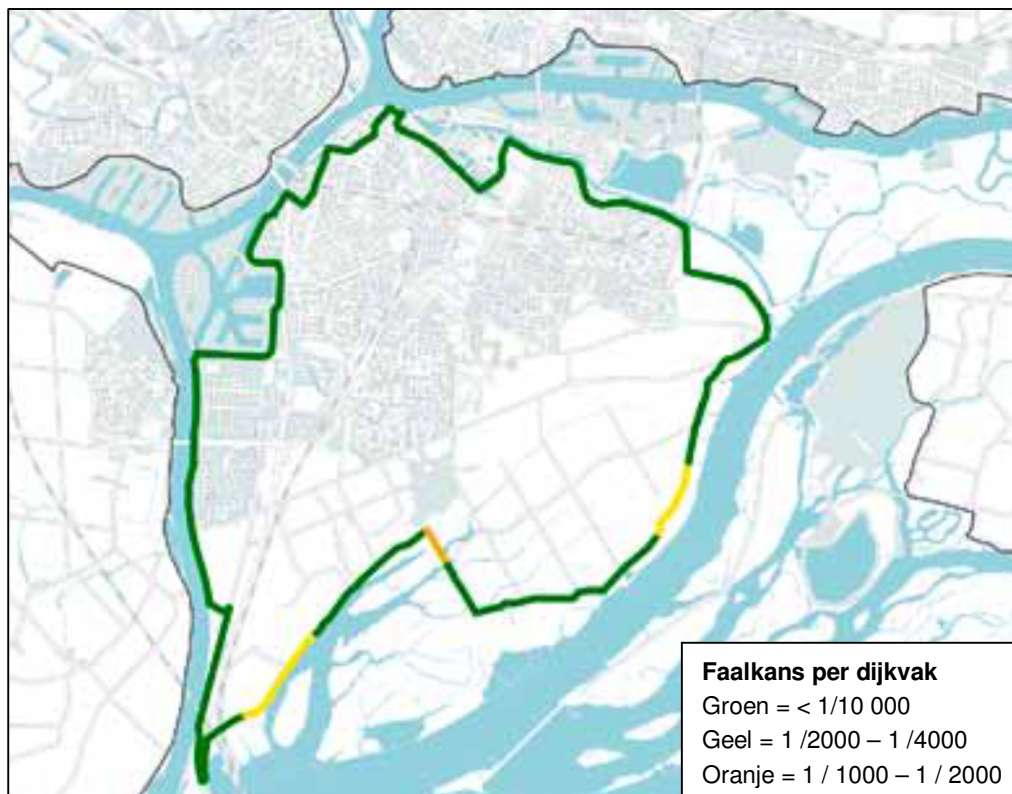 Faalkans per dijkvak
Groen = < 1/10 000
Geel = 1 /2000 – 1 /4000
Oranje = 1 / 1000 – 1 / 2000